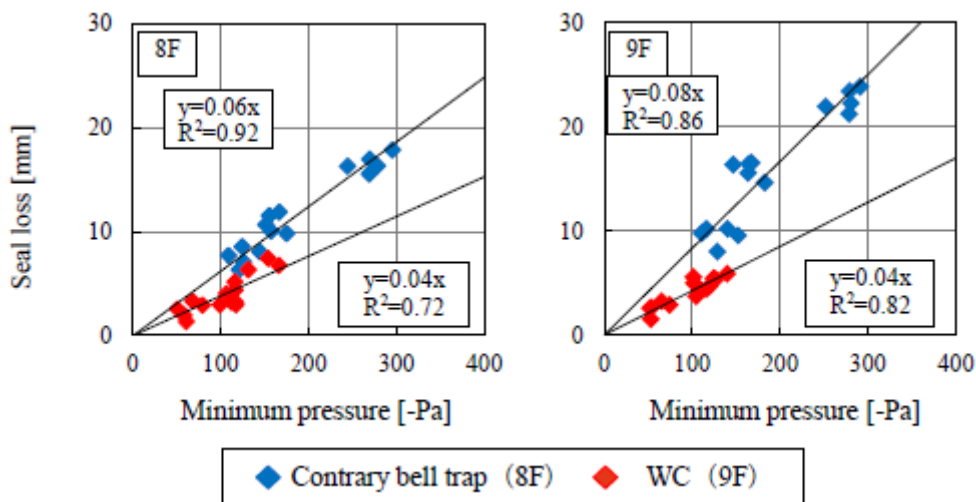 30
20
10
0
8F
y=0.06x
R²=0.92
y=0.04x
R²=0.72
0 100 200 300 400
Minimum pressure [-Pa]
Seal loss [mm]
30
20
10
0
9F
y=0.08x
R²=0.86
y=0.04x
R²=0.82
0 100 200 300 400
Minimum pressure [-Pa]
Contrary bell trap（8F） WC（9F）